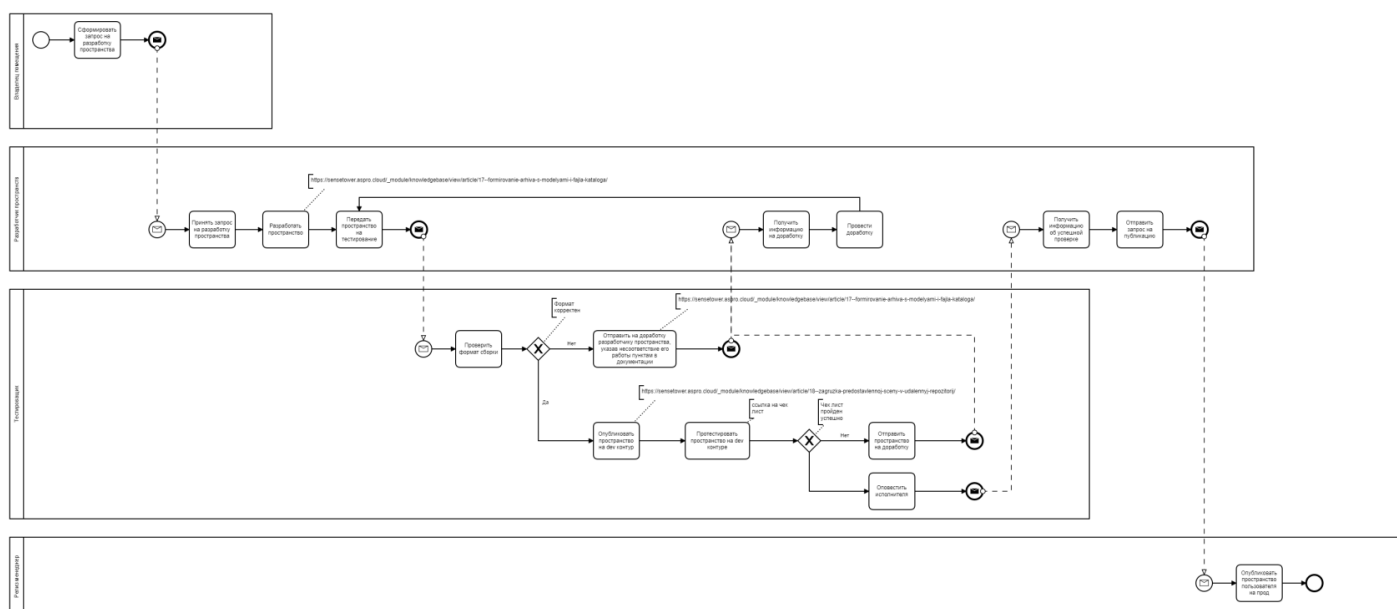 Владелец помещения
Сформировать
запрос на
разработку
пространства
Разработчик пространств
https://sensetower.aspro.cloud/_module/knowledgebase/view/article/17--formirovanie-arhiva-s-modelyami-i-fajla-kataloga/
Принять запрос
на разработку
пространства
Разработать
пространство
Передать
пространство
на
тестирование
Получить
информацию
на доработку
Провести
доработку
Получить
информацию
об успешной
проверке
Отправить
запрос на
публикацию
Тестировщик
Проверить
формат сборки
Формат
корректен
Нет
https://sensetower.aspro.cloud/_module/knowledgebase/view/article/17--formirovanie-arhiva-s-modelyami-i-fajla-kataloga/
Отправить на доработку
разработчику пространства,
указав несоответствие его
работы пунктам в
документации
Да
https://sensetower.aspro.cloud/_module/knowledgebase/view/article/18--zagruzka-predostavlennoj-sceny-v-udalennyj-repozitorij/
Опубликовать
пространство
на dev контур
ссылка на чек
лист
Протестировать
пространство на dev
контуре
Чек лист
пройден
успешно
Нет
Отправить
пространство
на доработку
Оповестить
исполнителя
Релиз-менеджер
Опубликовать
пространство
пользователя
на прод